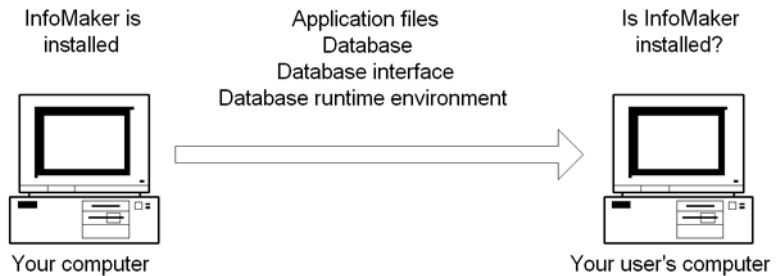 InfoMaker is
installed
Application files
Database
Database interface
Database runtime environment
Is InfoMaker
installed?
Your computer
Your user's computer